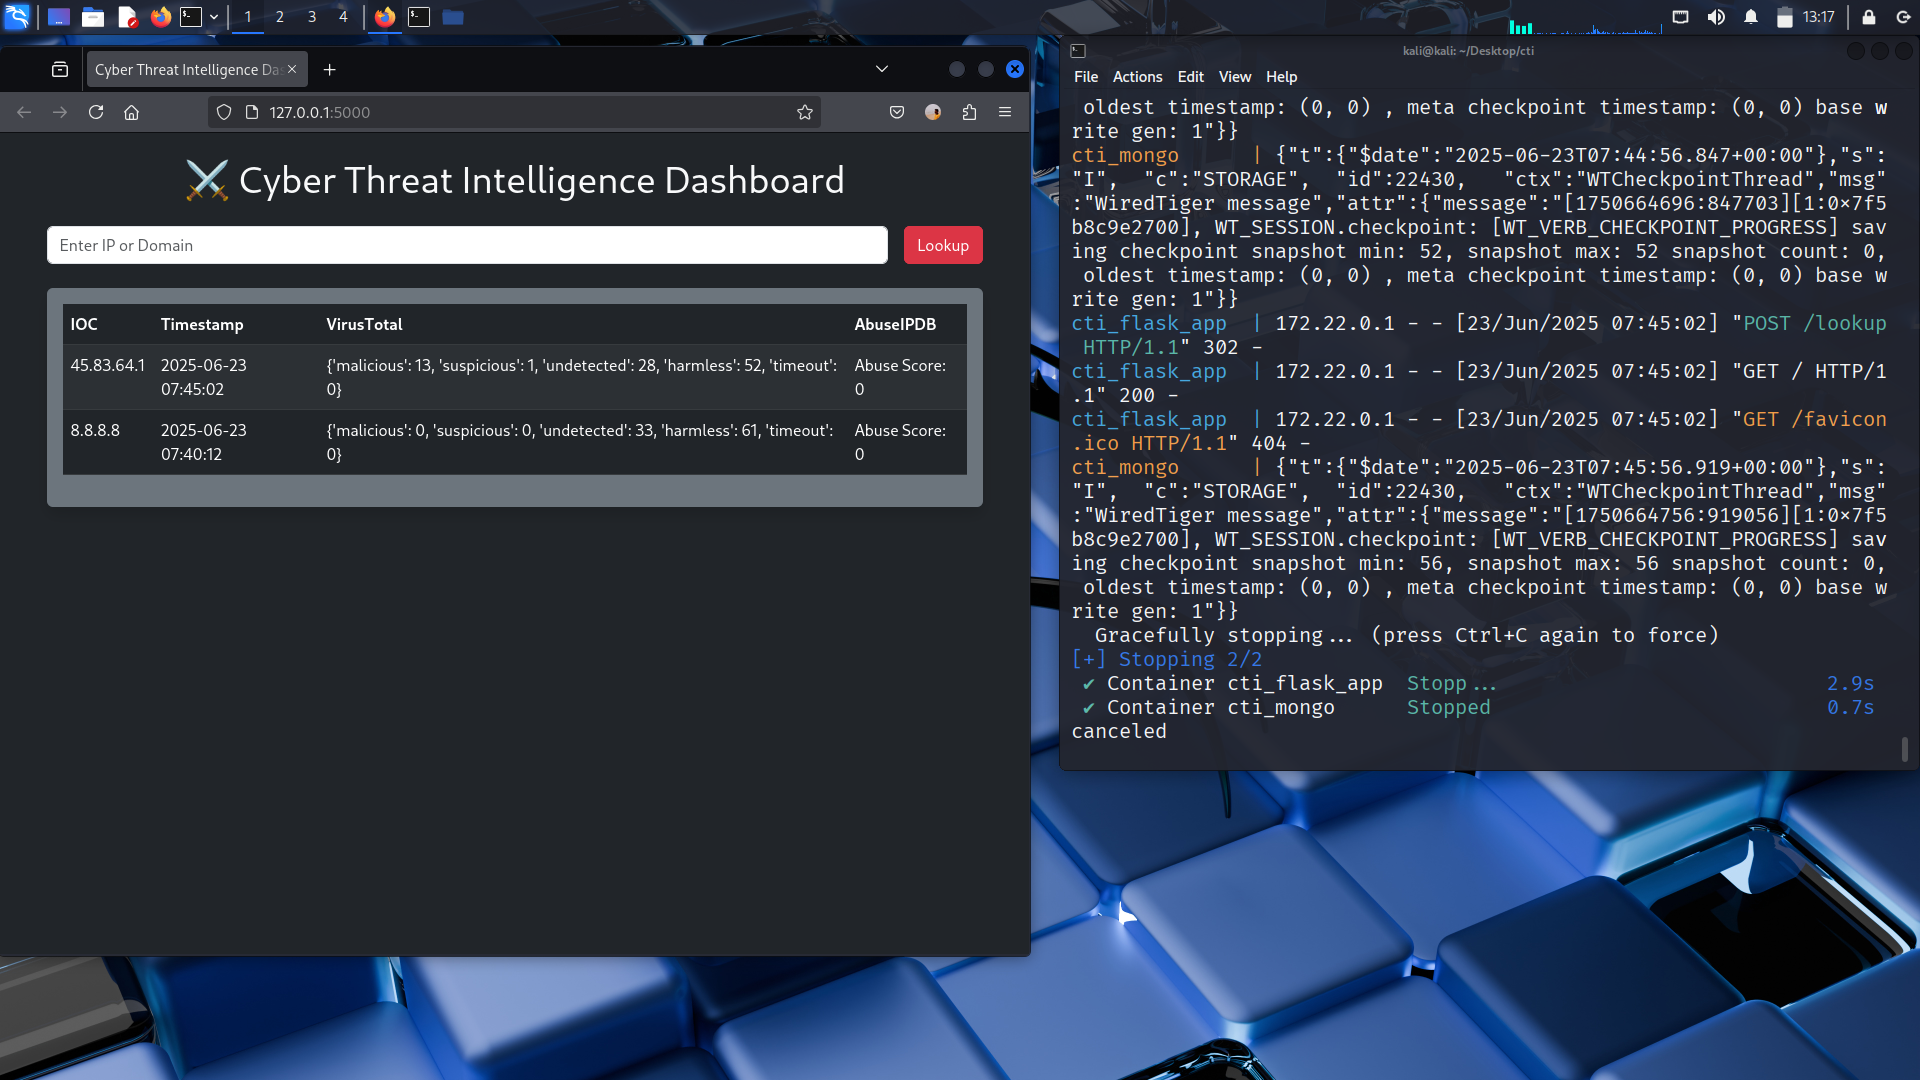 1 2 3 4
13:17
Cyber Threat Intelligence Da
127.0.0.1:5000
⚔️ Cyber Threat Intelligence Dashboard
Enter IP or Domain
Lookup
IOC Timestamp VirusTotal AbuseIPDB
45.83.64.1 2025-06-23 {'malicious': 13, 'suspicious': 1, 'undetected': 28, 'harmless': 52, 'timeout': Abuse Score:
07:45:02 0} 0
8.8.8.8 2025-06-23 {'malicious': 0, 'suspicious': 0, 'undetected': 33, 'harmless': 61, 'timeout': Abuse Score:
07:40:12 0} 0
kali@kali: ~/Desktop/cti
File Actions Edit View Help
oldest timestamp: (0, 0) , meta checkpoint timestamp: (0, 0) base w
rite gen: 1"}}
cti_mongo | {"t":{"$date":"2025-06-23T07:44:56.847+00:00"},"s":
"I", "c":"STORAGE", "id":22430, "ctx":"WTCheckpointThread","msg"
:"WiredTiger message","attr":{"message":"[1750664696:847703][1:0×7f5
b8c9e2700], WT_SESSION.checkpoint: [WT_VERB_CHECKPOINT_PROGRESS] sav
ing checkpoint snapshot min: 52, snapshot max: 52 snapshot count: 0,
oldest timestamp: (0, 0) , meta checkpoint timestamp: (0, 0) base w
rite gen: 1"}}
cti_flask_app | 172.22.0.1 - - [23/Jun/2025 07:45:02] "POST /lookup
HTTP/1.1" 302 -
cti_flask_app | 172.22.0.1 - - [23/Jun/2025 07:45:02] "GET / HTTP/1
.1" 200 -
cti_flask_app | 172.22.0.1 - - [23/Jun/2025 07:45:02] "GET /favicon
.ico HTTP/1.1" 404 -
cti_mongo | {"t":{"$date":"2025-06-23T07:45:56.919+00:00"},"s":
"I", "c":"STORAGE", "id":22430, "ctx":"WTCheckpointThread","msg"
:"WiredTiger message","attr":{"message":"[1750664756:919056][1:0×7f5
b8c9e2700], WT_SESSION.checkpoint: [WT_VERB_CHECKPOINT_PROGRESS] sav
ing checkpoint snapshot min: 56, snapshot max: 56 snapshot count: 0,
oldest timestamp: (0, 0) , meta checkpoint timestamp: (0, 0) base w
rite gen: 1"}}
Gracefully stopping... (press Ctrl+C again to force)
[+] Stopping 2/2
✔ Container cti_flask_app Stopp... 2.9s
✔ Container cti_mongo Stopped 0.7s
canceled